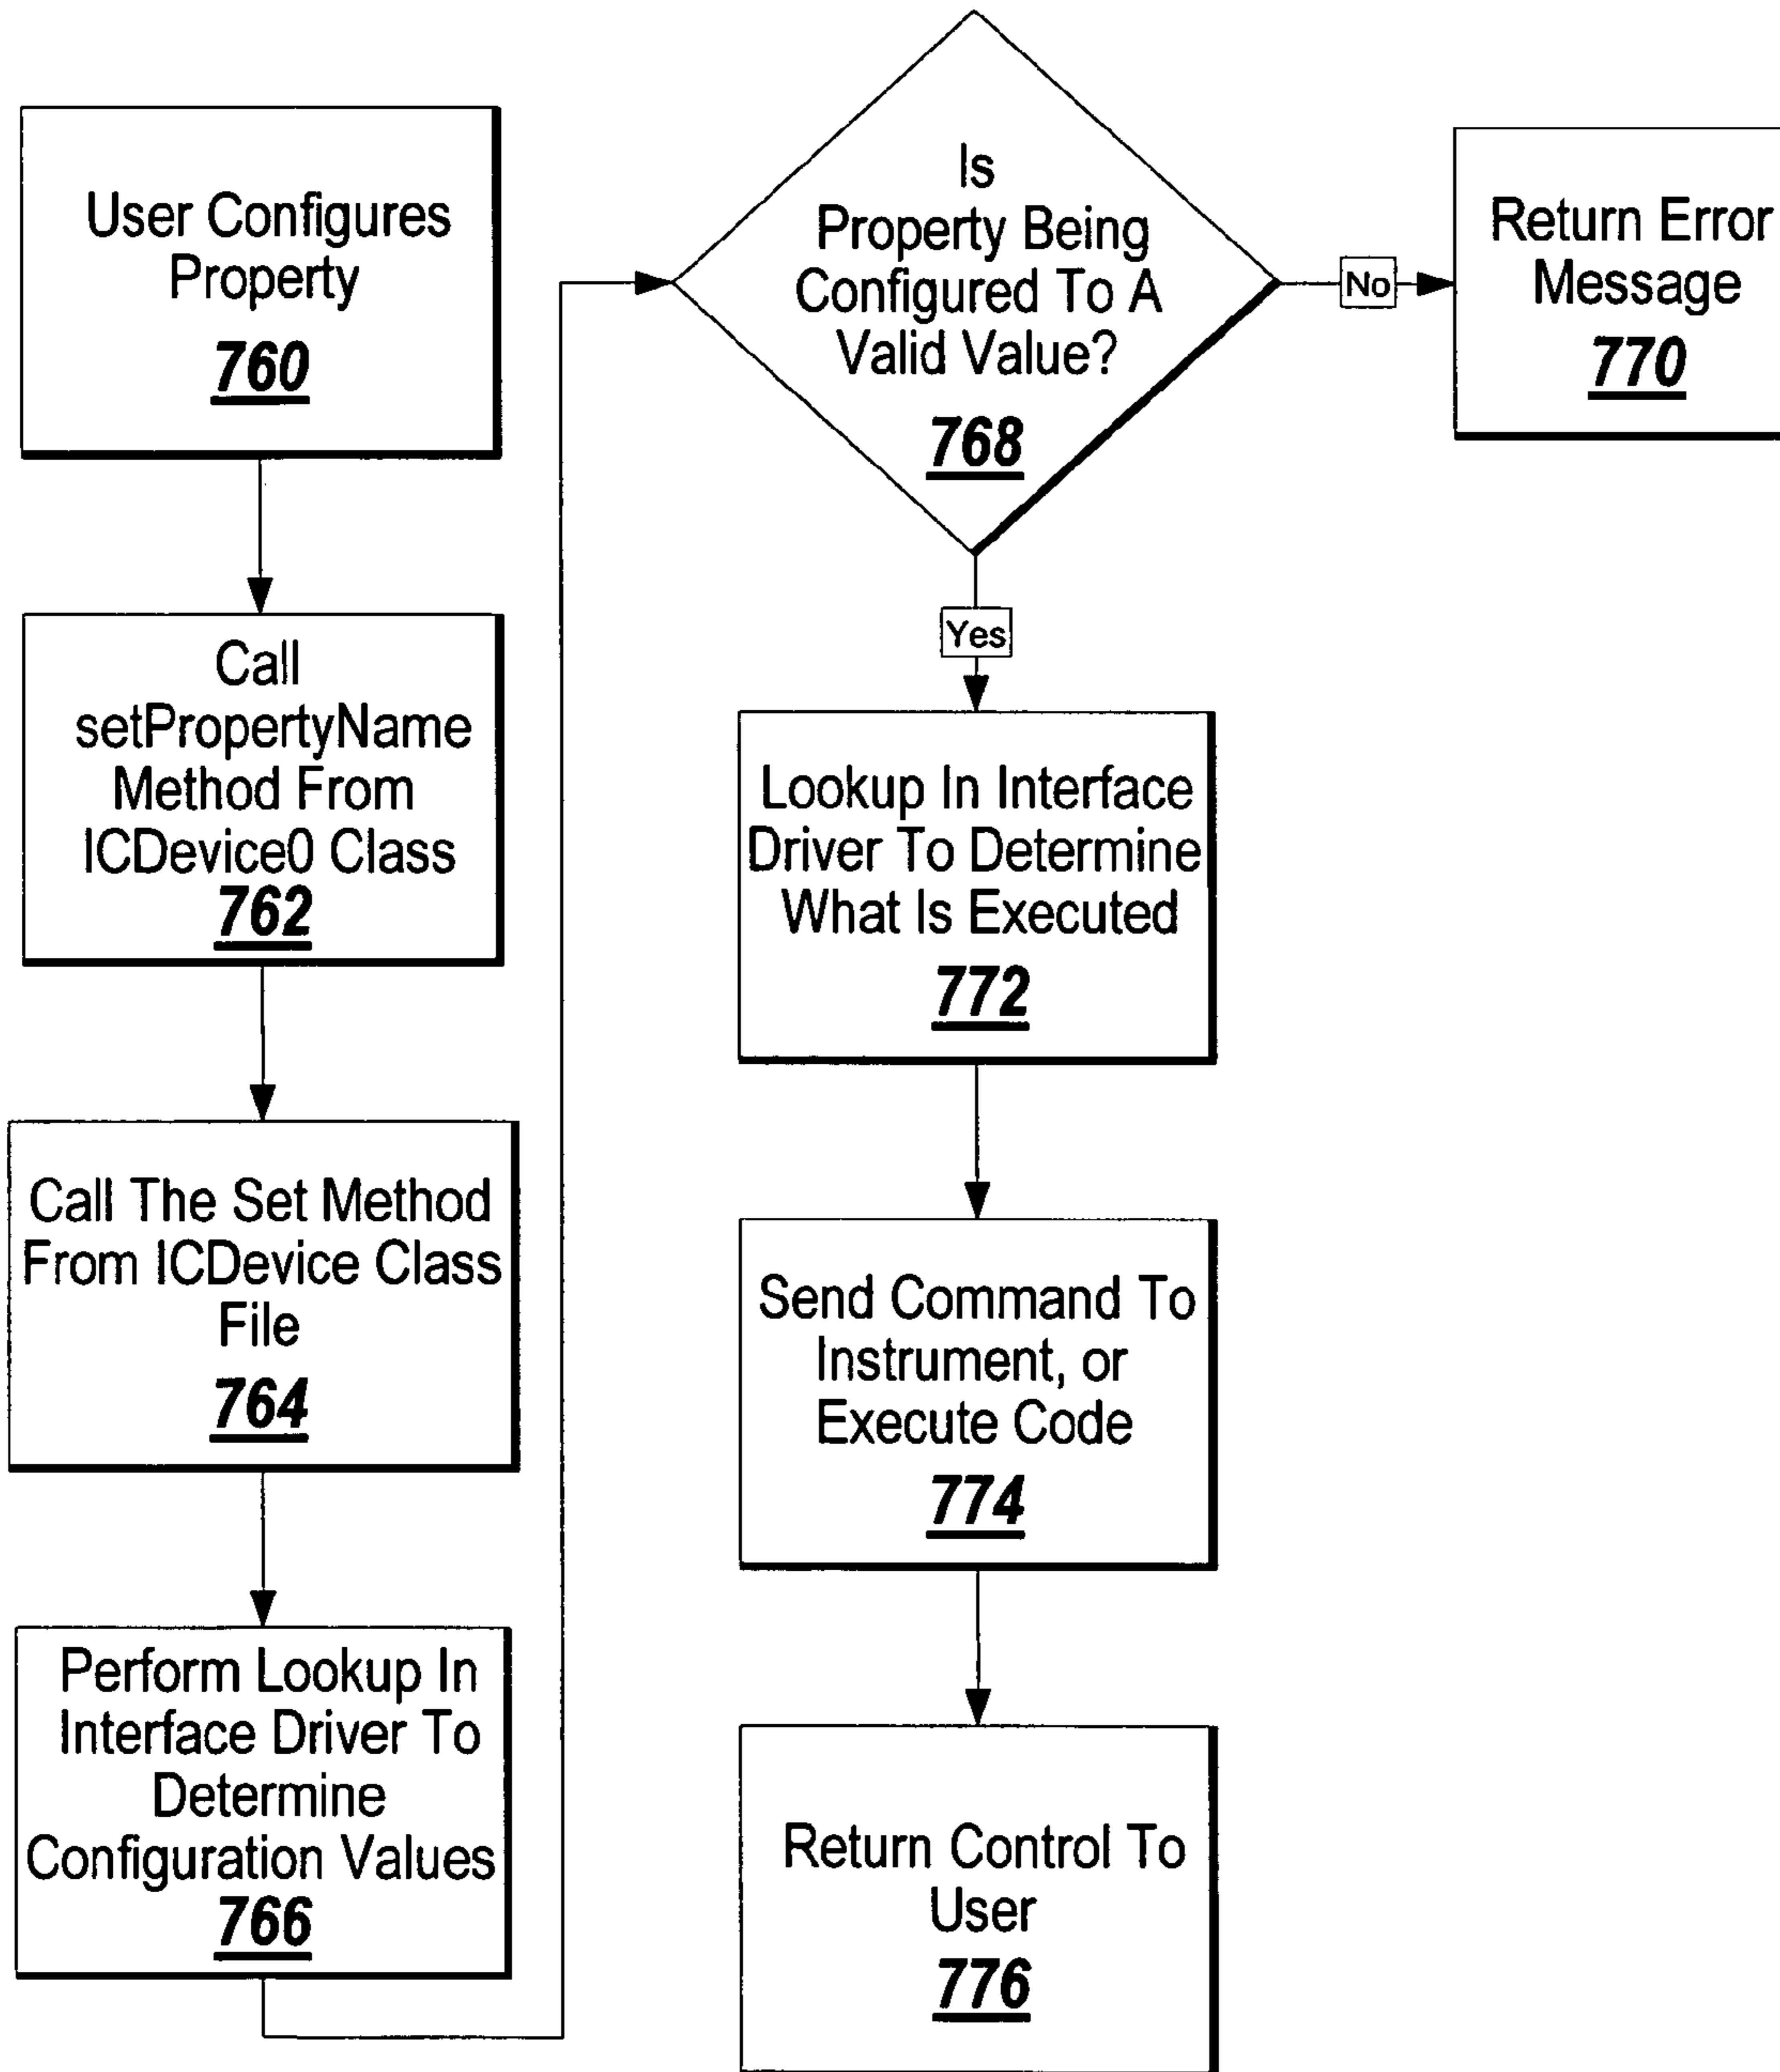 User Configures
Property
760
Call
setPropertyName
Method From
ICDevice0 Class
762
Call The Set Method
From ICDevice Class
File
764
Perform Lookup In
Interface Driver To
Determine
Configuration Values
766
Is
Property Being
Configured To A
Valid Value?
768
No
Return Error
Message
770
Yes
Lookup In Interface
Driver To Determine
What Is Executed
772
Send Command To
Instrument, or
Execute Code
774
Return Control To
User
776